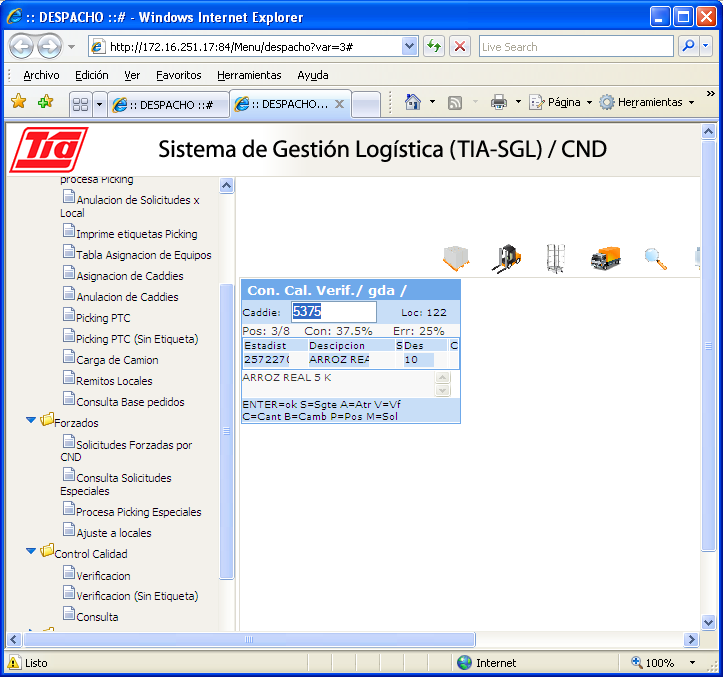 :: DESPACHO ::# - Windows Internet Explorer
http://172.16.251.17:84/Menu/despacho?var=3#
Live Search
Archivo Edición Ver Favoritos Herramientas Ayuda
:: DESPACHO ::#
:: DESPACHO...
Página
Herramientas
Tia
Sistema de Gestión Logística (TIA-SGL) / CND
procesa Picking
Anulacion de Solicitudes x
Local
Imprime etiquetas Picking
Tabla Asignacion de Equipos
Asignacion de Caddies
Anulacion de Caddies
Picking PTC
Picking PTC (Sin Etiqueta)
Carga de Camion
Remitos Locales
Consulta Base pedidos
Forzados
Solicitudes Forzadas por
CND
Consulta Solicitudes
Especiales
Procesa Picking Especiales
Ajuste a locales
Control Calidad
Verificacion
Verificacion (Sin Etiqueta)
Consulta
Con. Cal. Verif./ gda /
Caddie: 5375 Loc: 122
Pos: 3/8 Con: 37.5% Err: 25%
Estadist Descipcion SDes C
2572270 ARROZ REA 10
ARROZ REAL 5 K
ENTER=ok S=Sgte A=Atr V=Vf
C=Cant B=Camb P=Pos M=Sol
Listo
Internet
100%